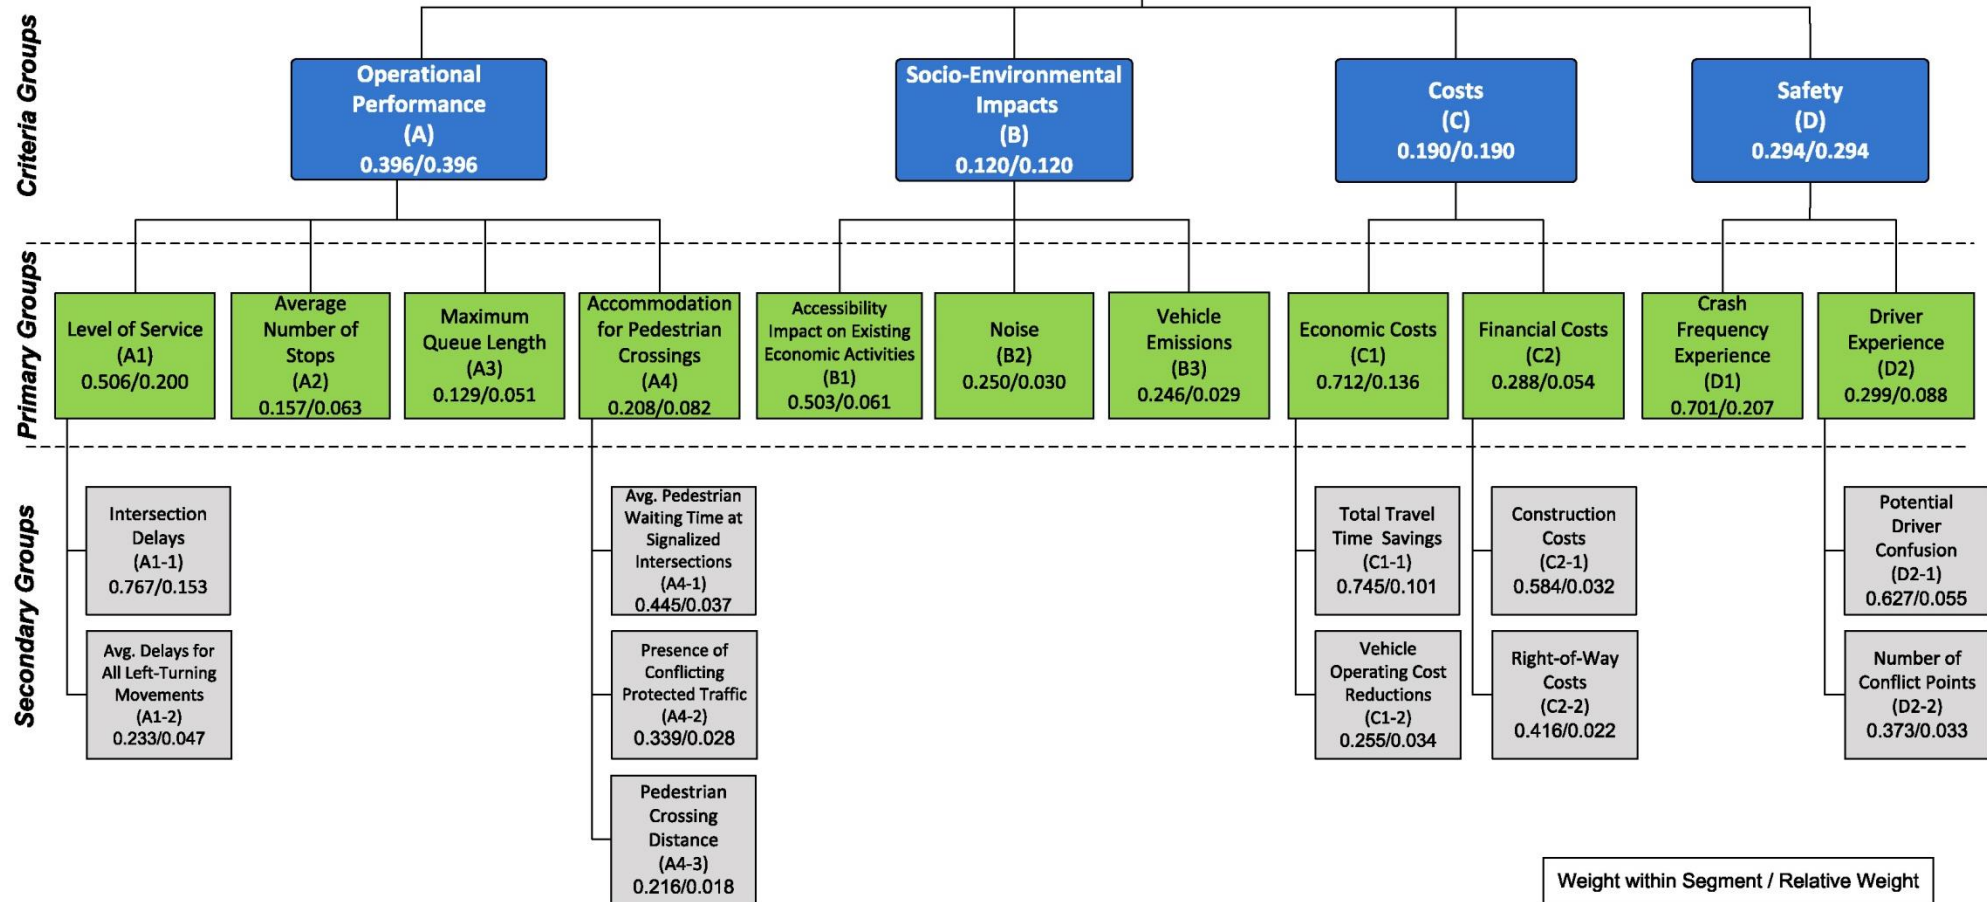 Criteria Groups
Operational
Performance
(A)
0.396/0.396
Socio-Environmental
Impacts
(B)
0.120/0.120
Costs
(C)
0.190/0.190
Safety
(D)
0.294/0.294
Primary Groups
Level of Service
(A1)
0.506/0.200
Average
Number of
Stops
(A2)
0.157/0.063
Maximum
Queue Length
(A3)
0.129/0.051
Accommodation
for Pedestrian
Crossings
(A4)
0.208/0.082
Accessibility
Impact on Existing
Economic Activities
(B1)
0.503/0.061
Noise
(B2)
0.250/0.030
Vehicle
Emissions
(B3)
0.246/0.029
Economic Costs
(C1)
0.712/0.136
Financial Costs
(C2)
0.288/0.054
Crash
Frequency
Experience
(D1)
0.701/0.207
Driver
Experience
(D2)
0.299/0.088
Secondary Groups
Intersection
Delays
(A1-1)
0.767/0.153
Avg. Delays for
All Left-Turning
Movements
(A1-2)
0.233/0.047
Avg. Pedestrian
Waiting Time at
Signalized
Intersections
(A4-1)
0.445/0.037
Presence of
Conflicting
Protected Traffic
(A4-2)
0.339/0.028
Pedestrian
Crossing
Distance
(A4-3)
0.216/0.018
Total Travel
Time Savings
(C1-1)
0.745/0.101
Vehicle
Operating Cost
Reductions
(C1-2)
0.255/0.034
Construction
Costs
(C2-1)
0.584/0.032
Right-of-Way
Costs
(C2-2)
0.416/0.022
Potential
Driver
Confusion
(D2-1)
0.627/0.055
Number of
Conflict Points
(D2-2)
0.373/0.033
Weight within Segment / Relative Weight